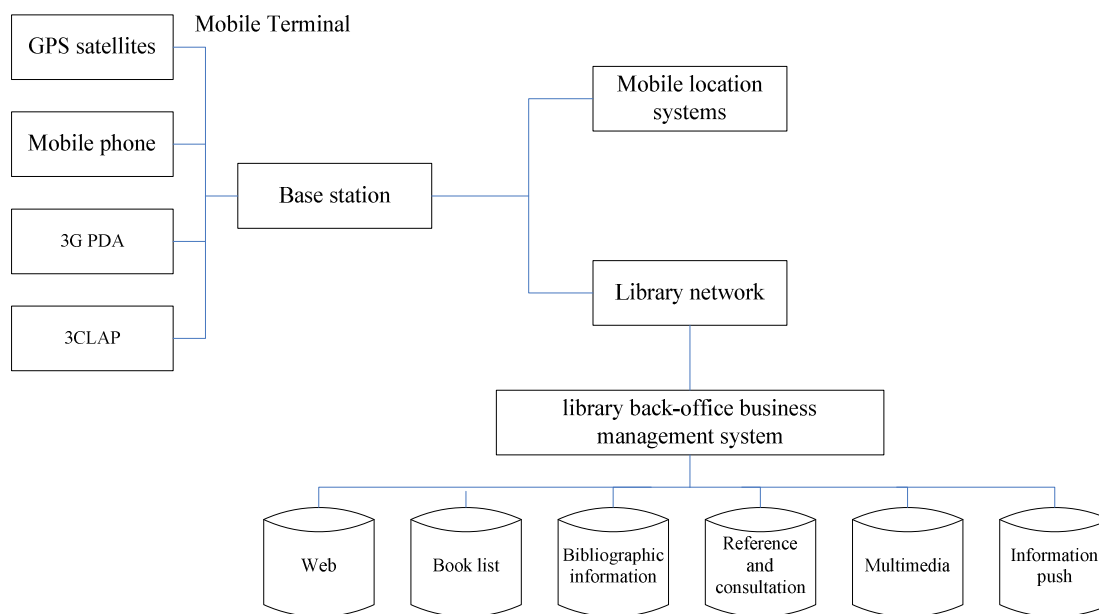 Mobile Terminal
GPS satellites
Mobile phone
3G PDA
3CLAP
Base station
Mobile location
systems
Library network
library back-office business
management system
Web
Book list
Bibliographic
information
Reference
and
consultation
Multimedia
Information
push